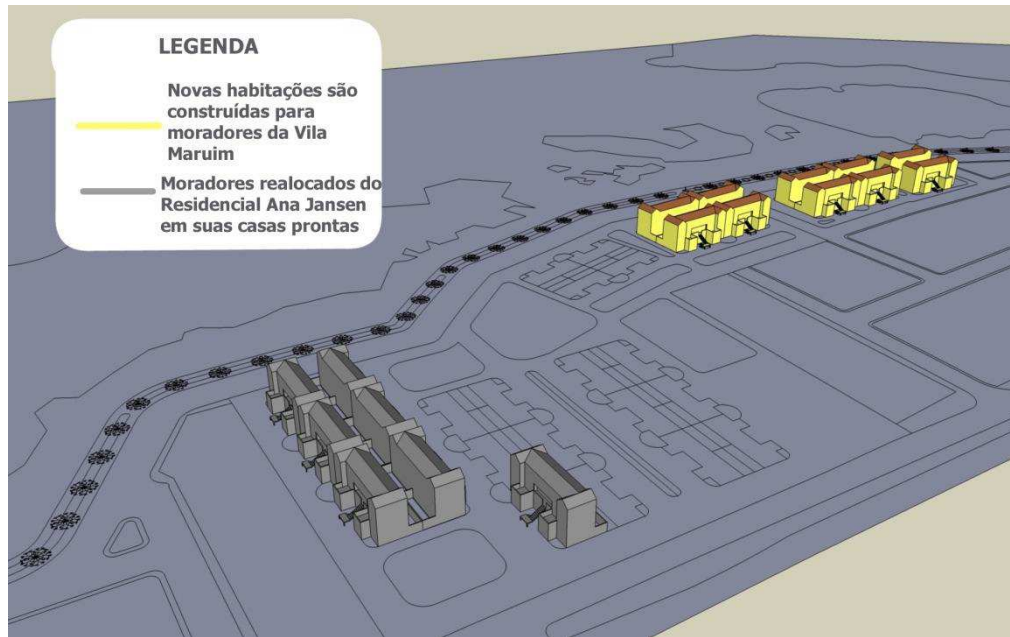 LEGENDA
Novas habitações são
construídas para
moradores da Vila
Maruim
Moradores realocados do
Residencial Ana Jansen
em suas casas prontas